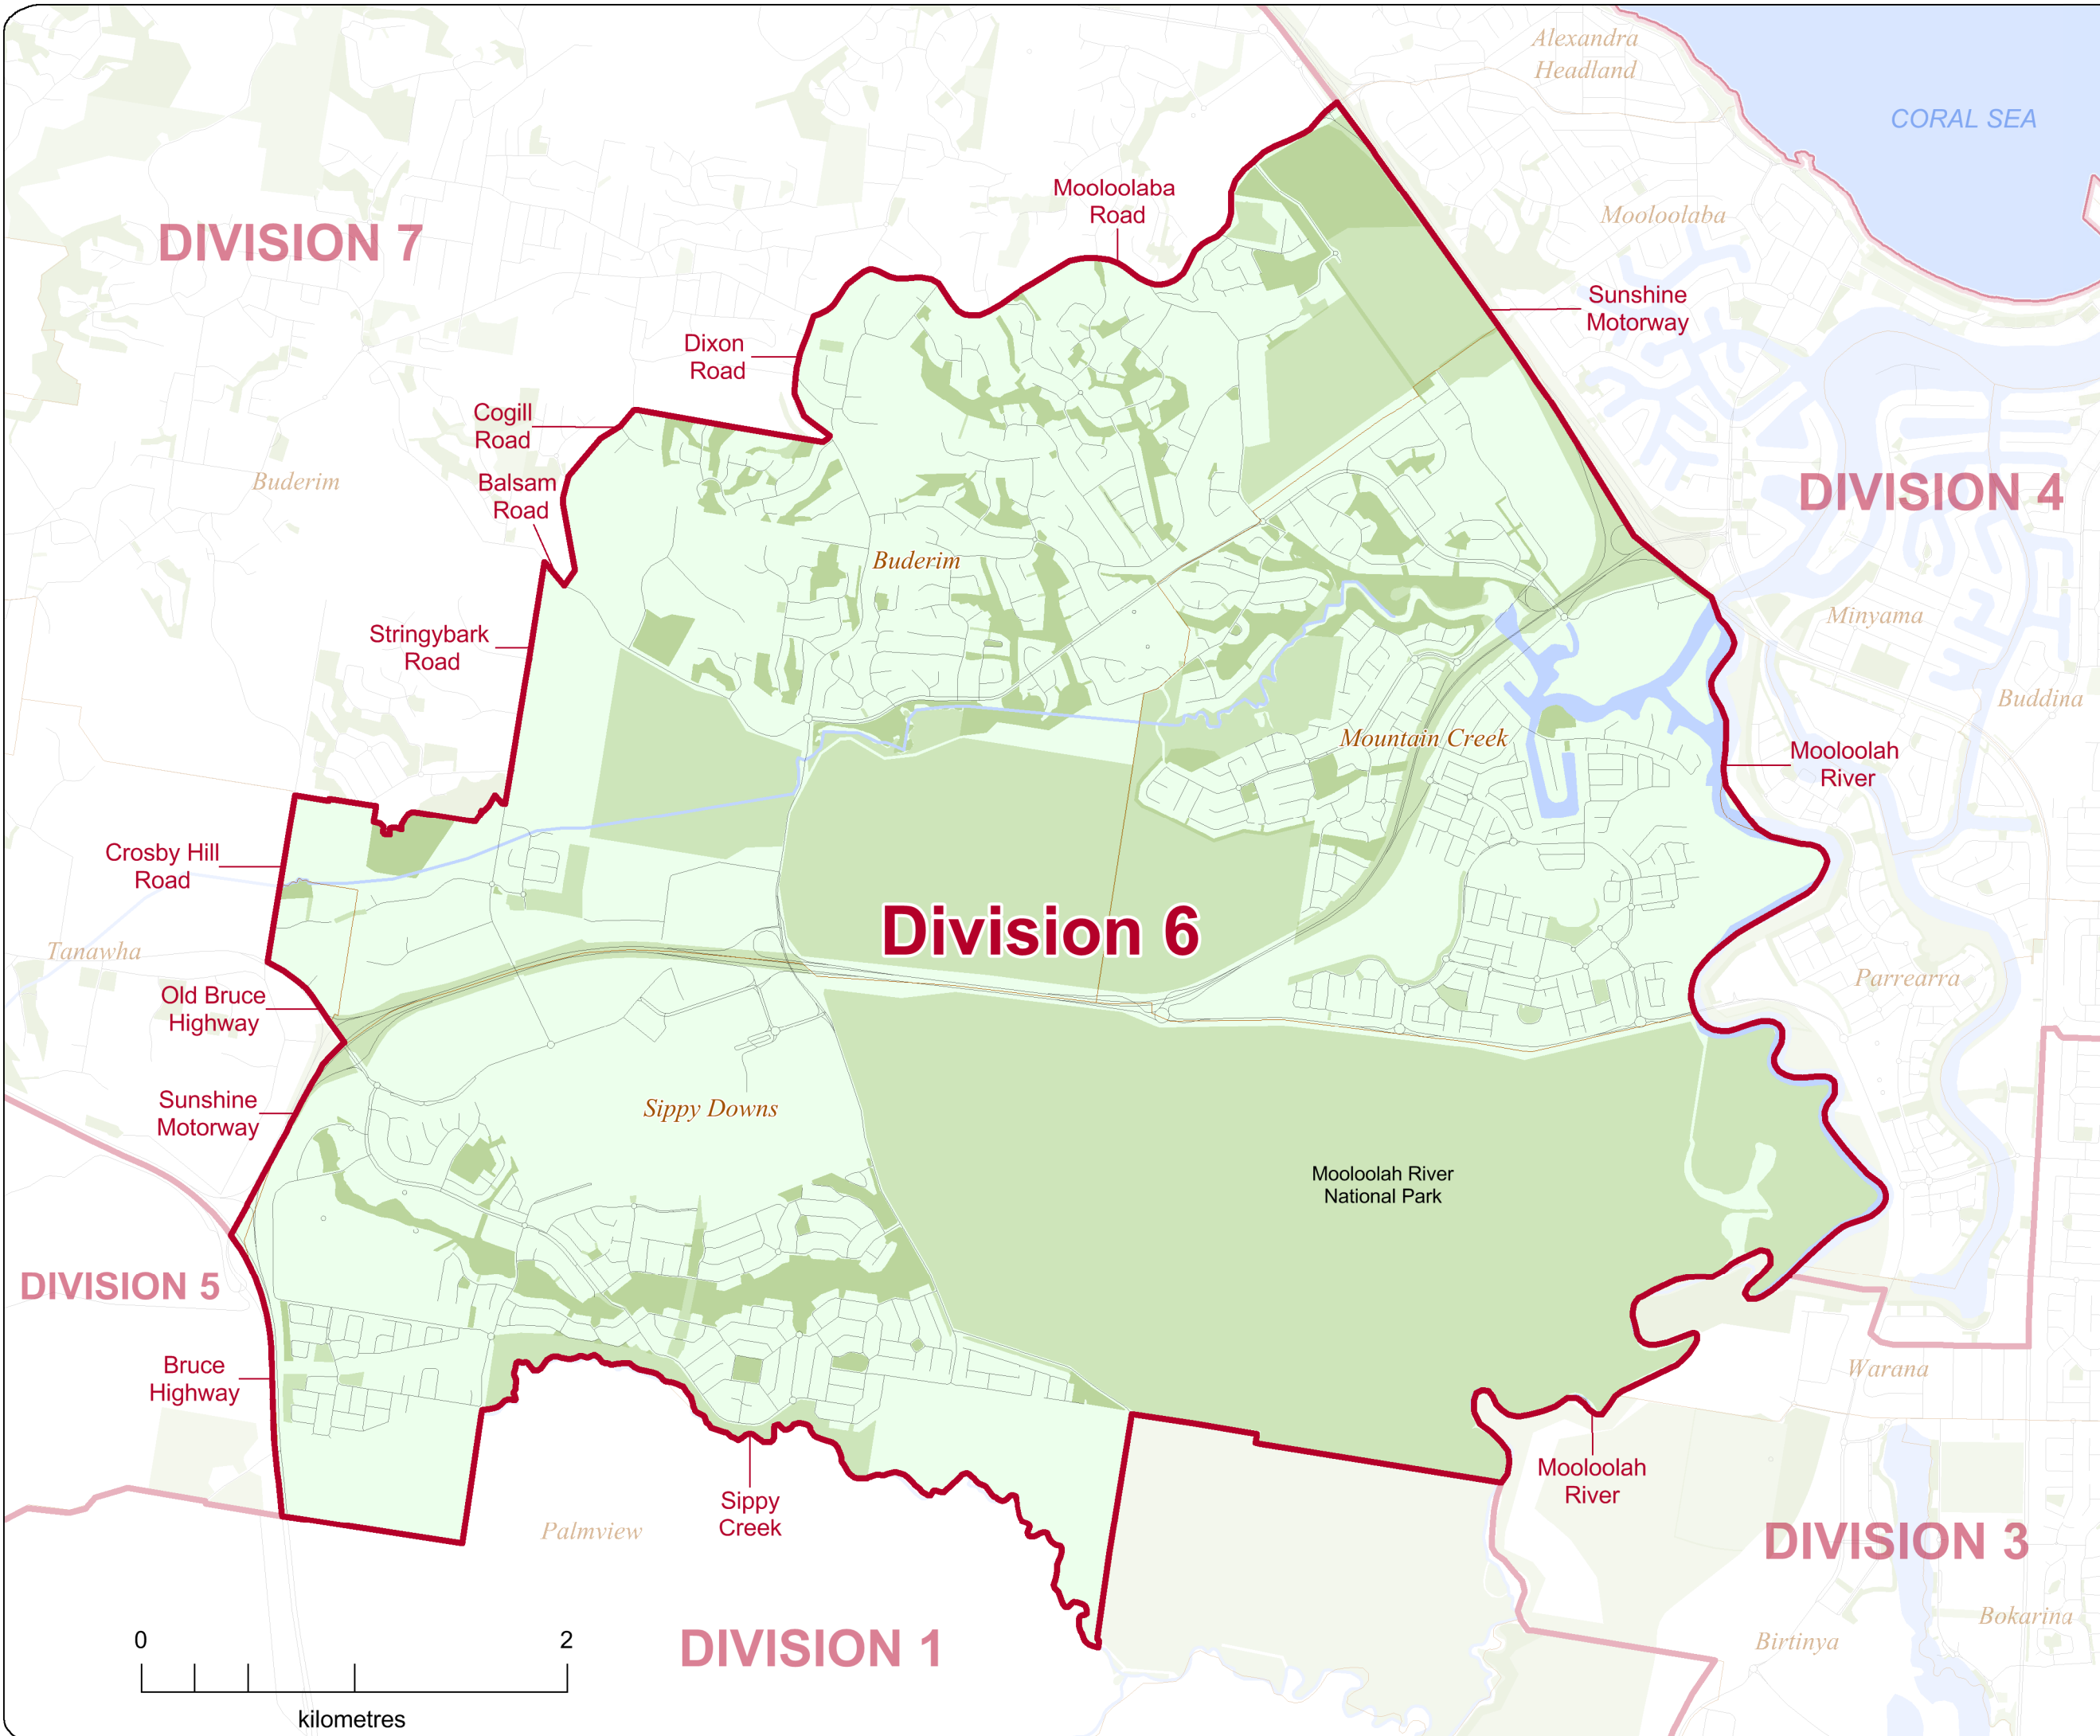 Alexandra
Headland
CORAL SEA
Mooloolaba
Road
Mooloolaba
DIVISION 7
Sunshine
Motorway
Dixon
Road
Cogill
Road
Buderim
Balsam
Road
DIVISION 4
Buderim
Minyama
Stringybark
Road
Buddina
Mountain Creek
Mooloolah
River
Crosby Hill
Road
Division 6
Tanawha
Parrearra
Old Bruce
Highway
Sunshine
Motorway
Sippy Downs
Mooloolah River
National Park
DIVISION 5
Bruce
Highway
Warana
Mooloolah
River
Sippy
Creek
Palmview
DIVISION 3
Bokarina
Birtinya
DIVISION 1
0 2
kilometres